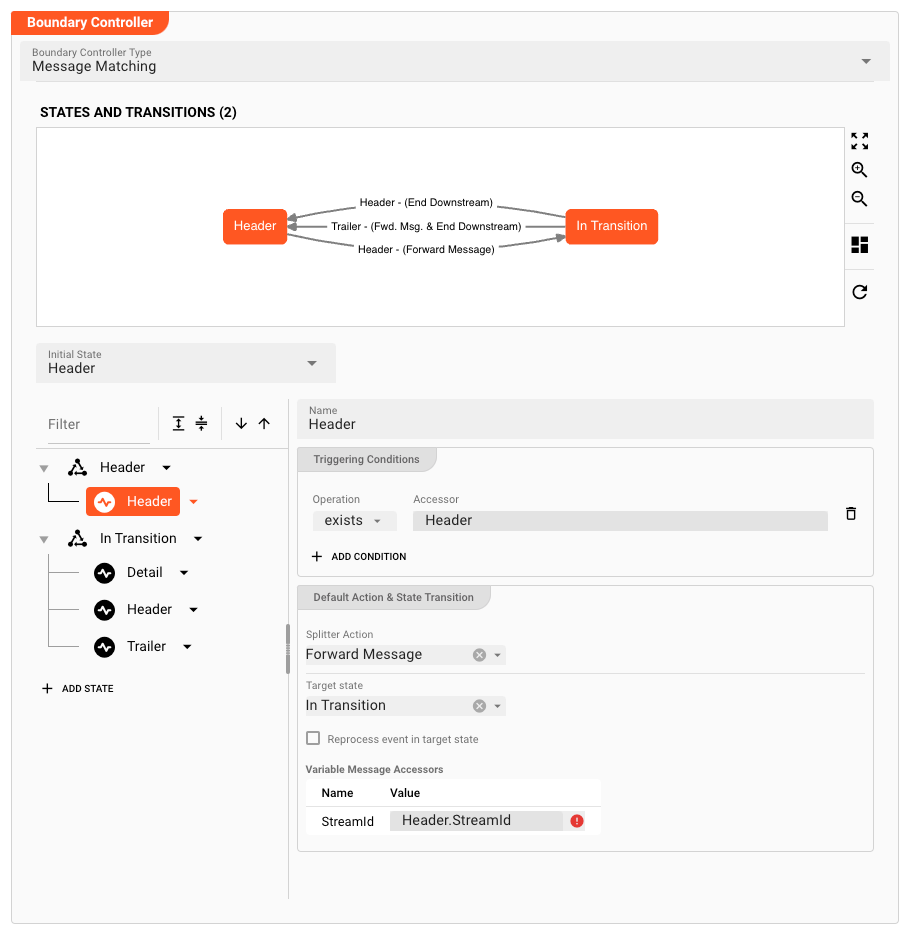 Boundary Controller
Boundary Controller Type
Message Matching
STATES AND TRANSITIONS (2)
Header - (End Downstream)
Header
Trailer - (Fwd. Msg. & End Downstream)
In Transition
Header - (Forward Message)
Initial State
Header
Filter
Header
Header
In Transition
Detail
Header
Trailer
ADD STATE
Name
Header
Triggering Conditions
Operation
Accessor
exists
Header
ADD CONDITION
Default Action & State Transition
Splitter Action
Forward Message
Target state
In Transition
Reprocess event in target state
Variable Message Accessors
Name Value
StreamId Header.StreamId